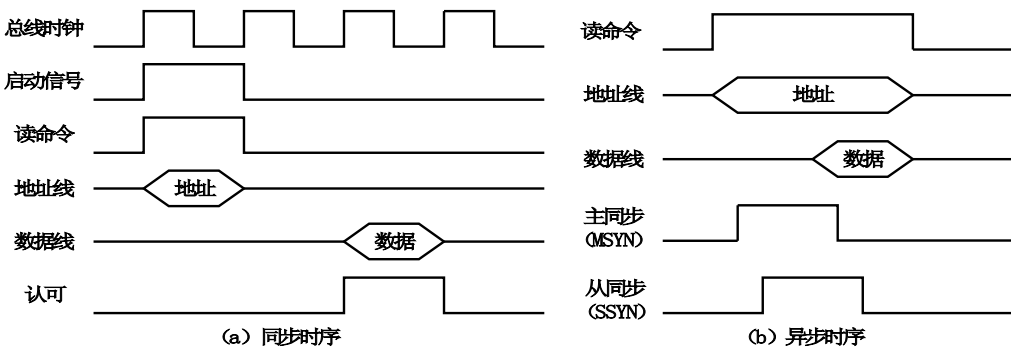 总线时钟
启动信号
读命令
地址线
地址
数据线
数据
认可
(a) 同步时序
读命令
地址线
地址
数据线
数据
主同步
(MSYN)
从同步
(SSYN)
(b) 异步时序